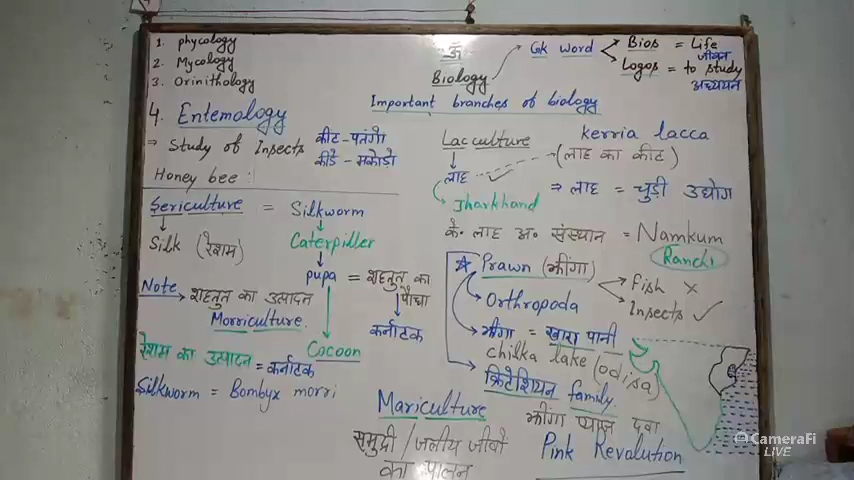 ॐ
Biology
Gk word
Bios = Life
जीवन
Logos = to study
अध्ययन
Important branches of biology
1. phycology
2. Mycology
3. Orinithology
4. Entemology
⇒ Study of Insects
कीट - पतंगो
कीडे - मकोडो
Honey bee :
Sericulture = Silkworm
Silk (रेशम)
Caterpiller
pupa = शहतुत का
पौधा
कर्नाटक
Note
शहतुत का उत्पादन
Morriculture
Cocoon
रेशम का उत्पादन = कर्नाटक
Silkworm = Bombyx morri
Lac culture
kerria lacca
(लाह का कीट)
लाह
Jharkhand
⇒ लाह = चुड़ी उद्योग
के. लाह अ. संस्थान = Namkum
Ranchi
Prawn (झींगा)
Fish ×
Insects ✓
Orthopoda
झींगा = खारा पानी
chilka lake (odisa)
क्रिटेशियन family
झींगा प्याज दवा
Pink Revolution
Mariculture
समुद्री / जलीय जीवो
का पालन
CameraFi
LIVE